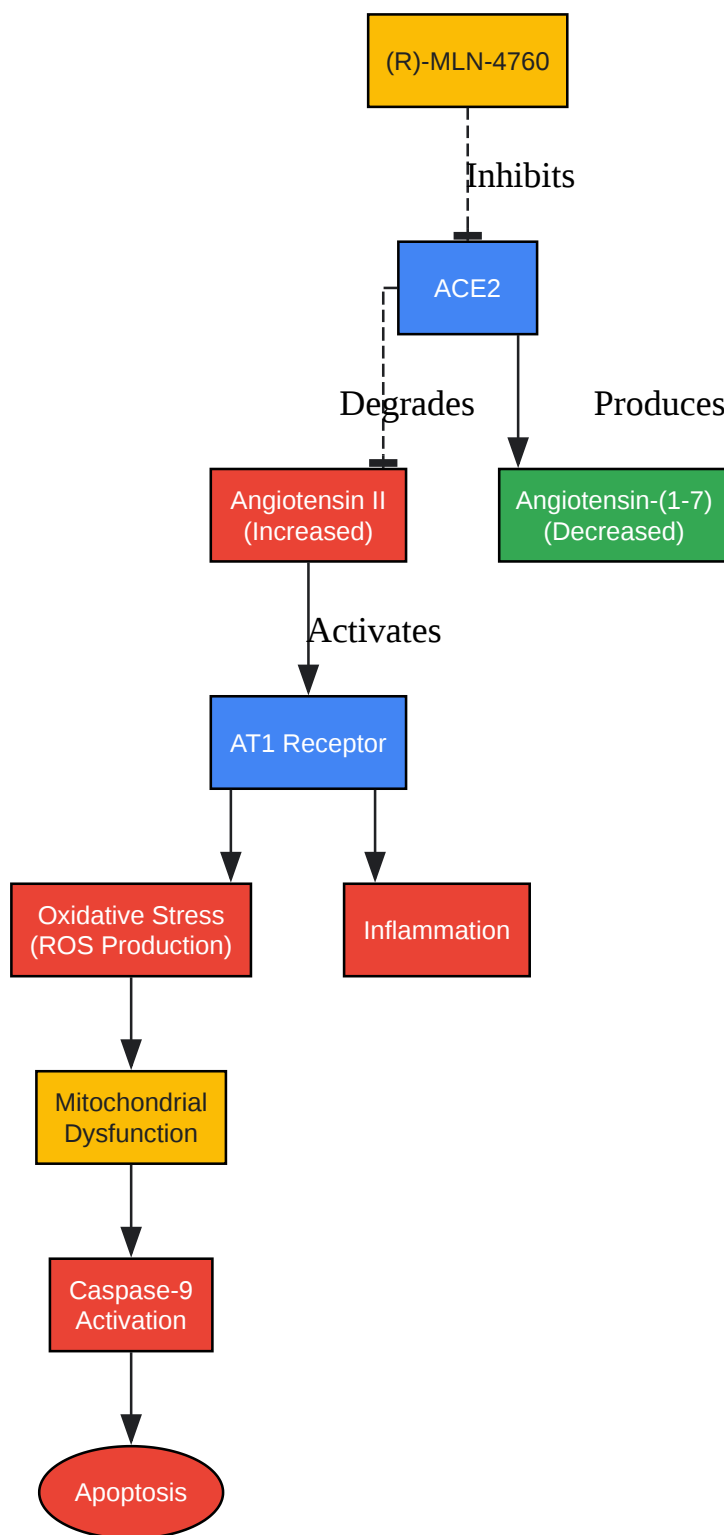 (R)-MLN-4760
Inhibits
ACE2
Degrades
Produces
Angiotensin II
(Increased)
Angiotensin-(1-7)
(Decreased)
Activates
AT1 Receptor
Oxidative Stress
(ROS Production)
Inflammation
Mitochondrial
Dysfunction
Caspase-9
Activation
Apoptosis